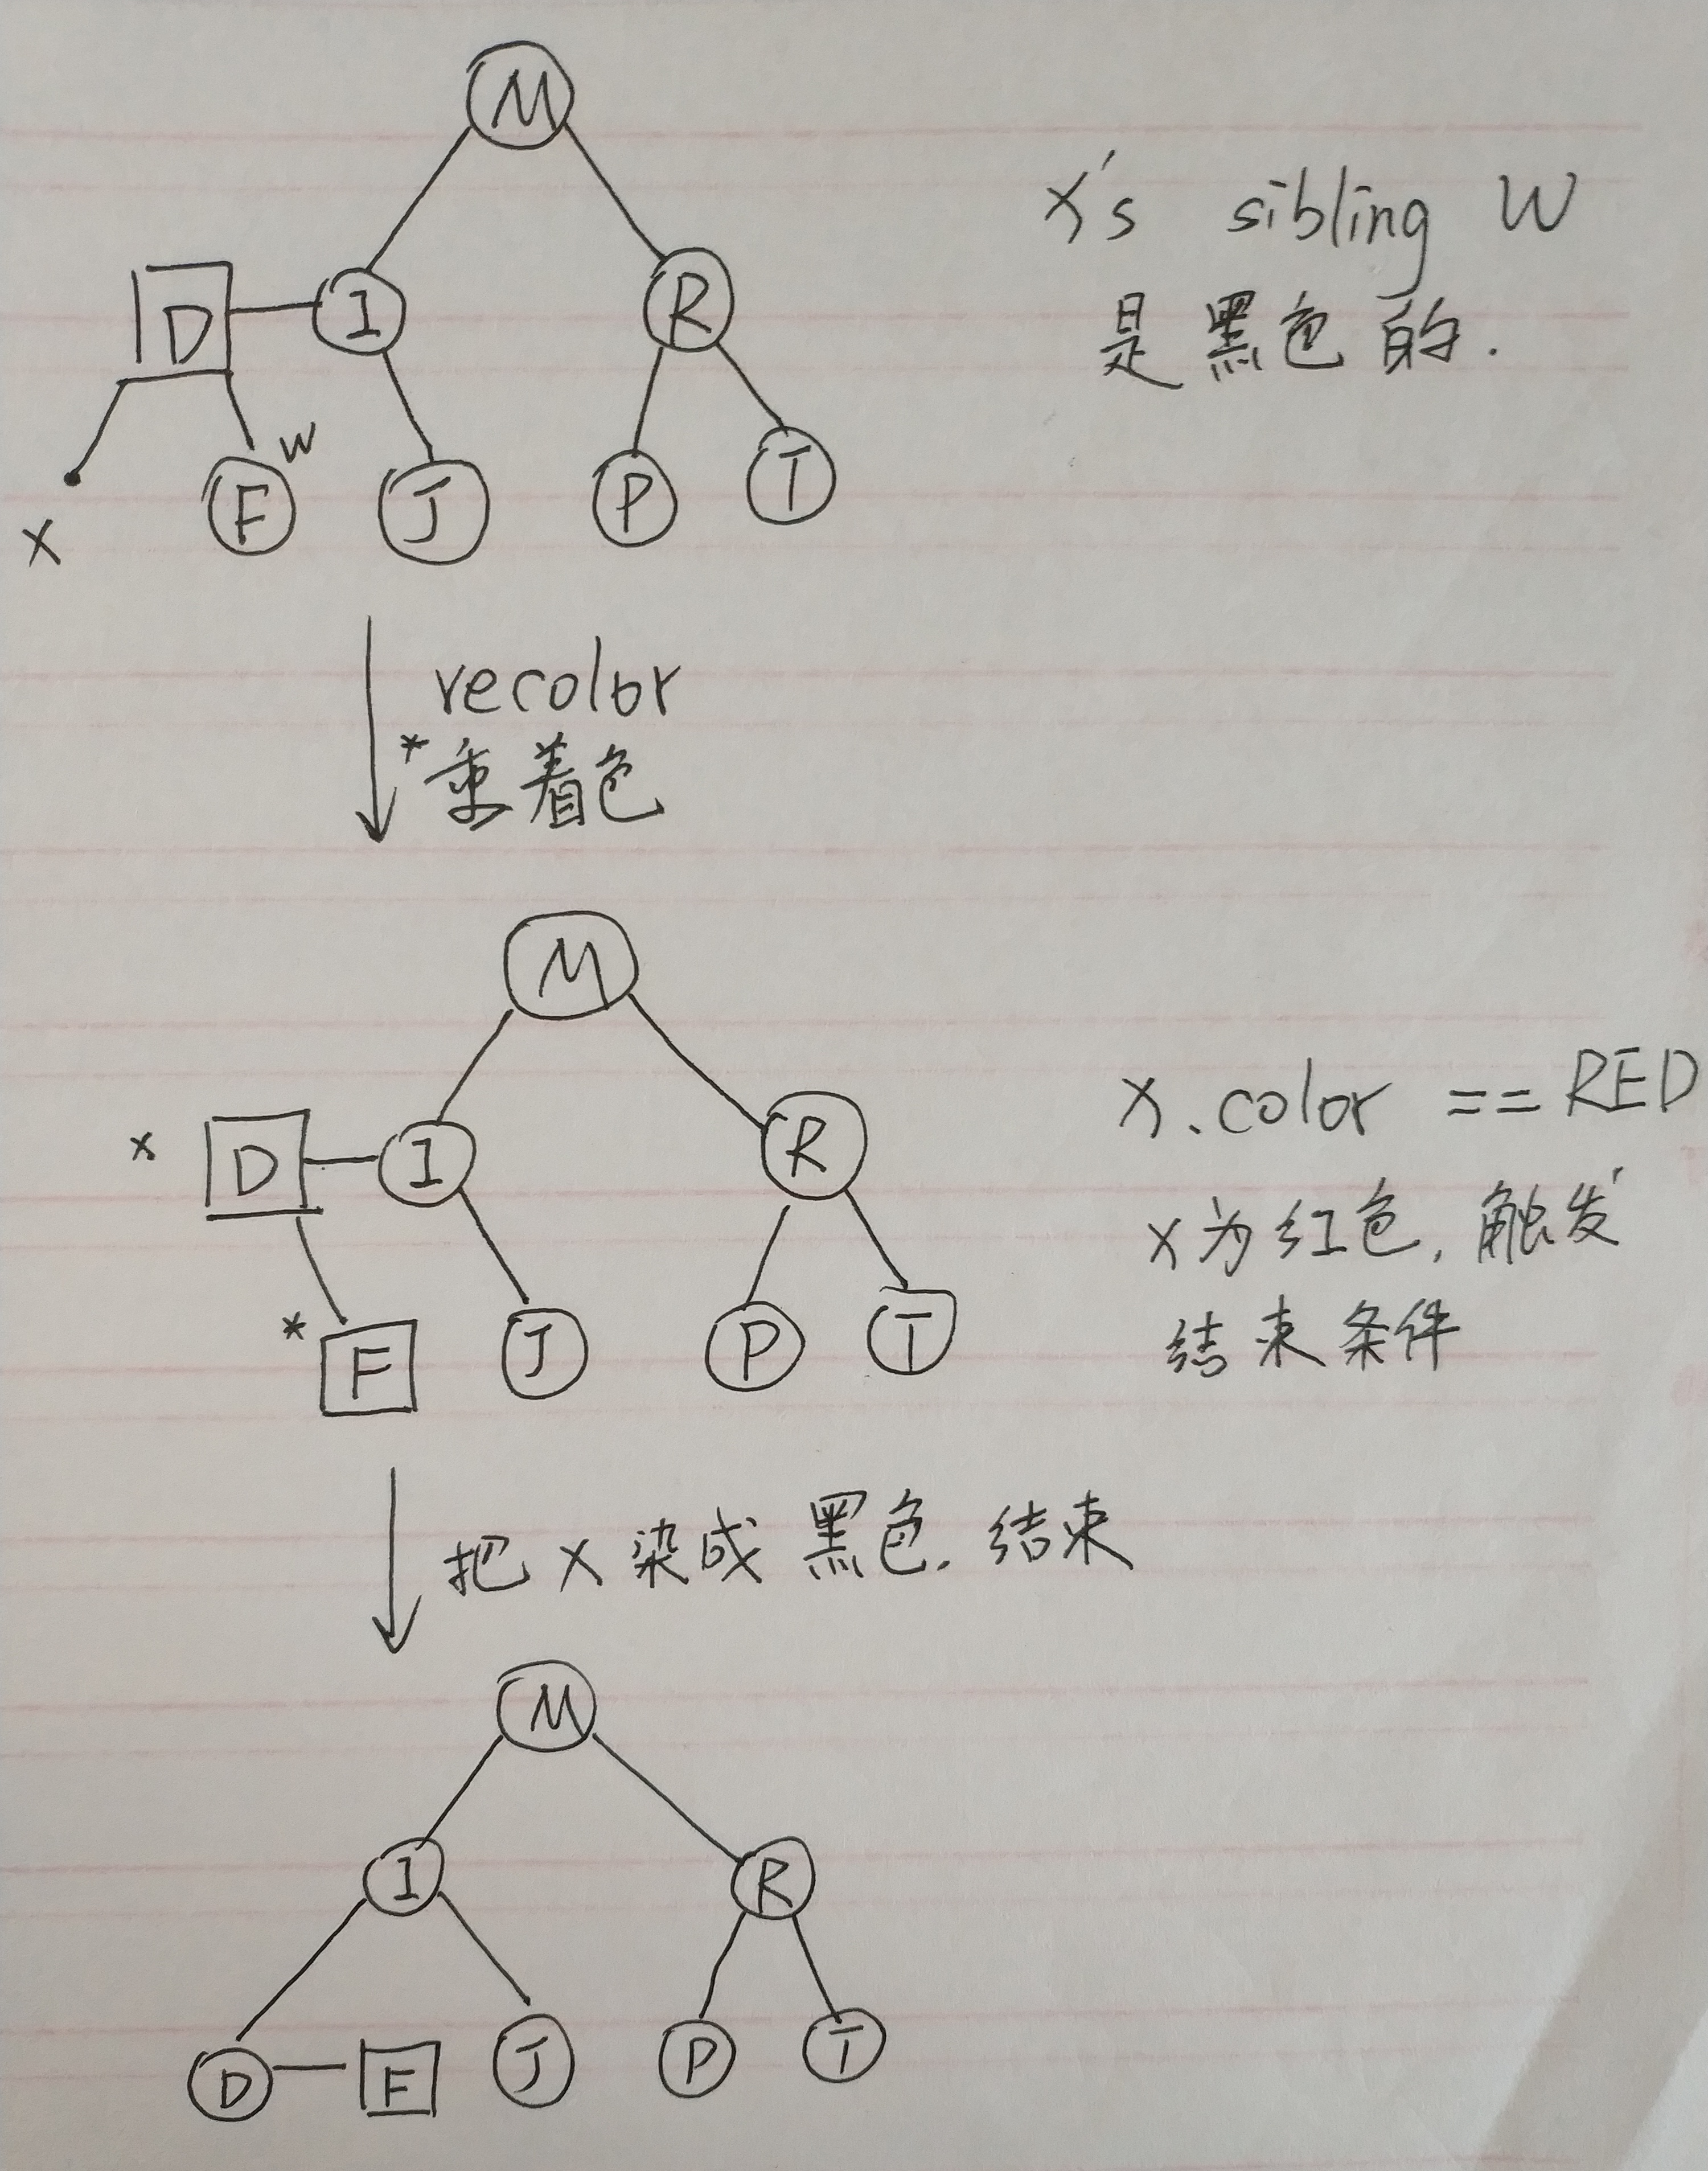 M
D I R
x's sibling W
是黑色的.
W
F J P T
x
recolor
*重着色
M
x D I R
x.color == RED
x为红色,触发
结束条件
* F J P T
把x染成黑色.结束
M
I R
D F J P T